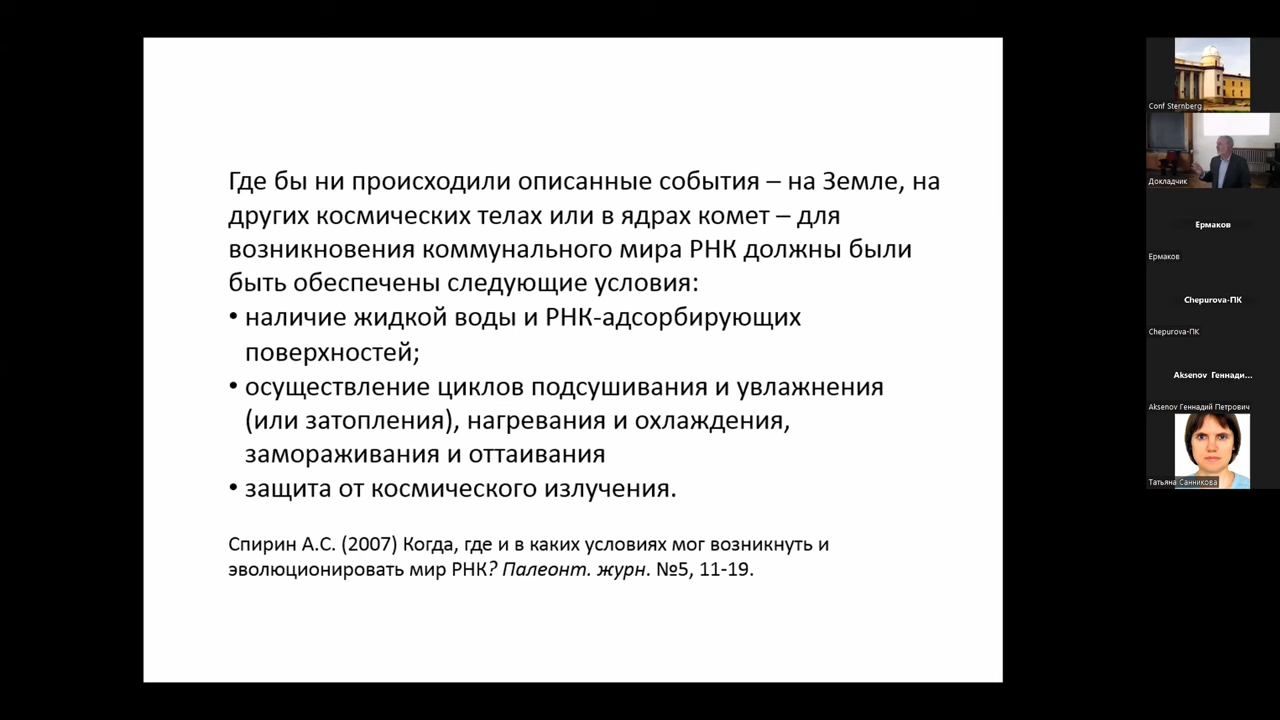 Где бы ни происходили описанные события – на Земле, на
других космических телах или в ядрах комет – для
возникновения коммунального мира РНК должны были
быть обеспечены следующие условия:
• наличие жидкой воды и РНК-адсорбирующих
поверхностей;
• осуществление циклов подсушивания и увлажнения
(или затопления), нагревания и охлаждения,
замораживания и оттаивания
• защита от космического излучения.
Спирин А.С. (2007) Когда, где и в каких условиях мог возникнуть и
эволюционировать мир РНК? Палеонт. журн. №5, 11-19.
Conf Sternberg
Докладчик
Ермаков
Ермаков
Chepurova-ПК
Chepurova-ПК
Aksenov Геннади...
Aksenov Геннадий Петрович
Татьяна Санникова